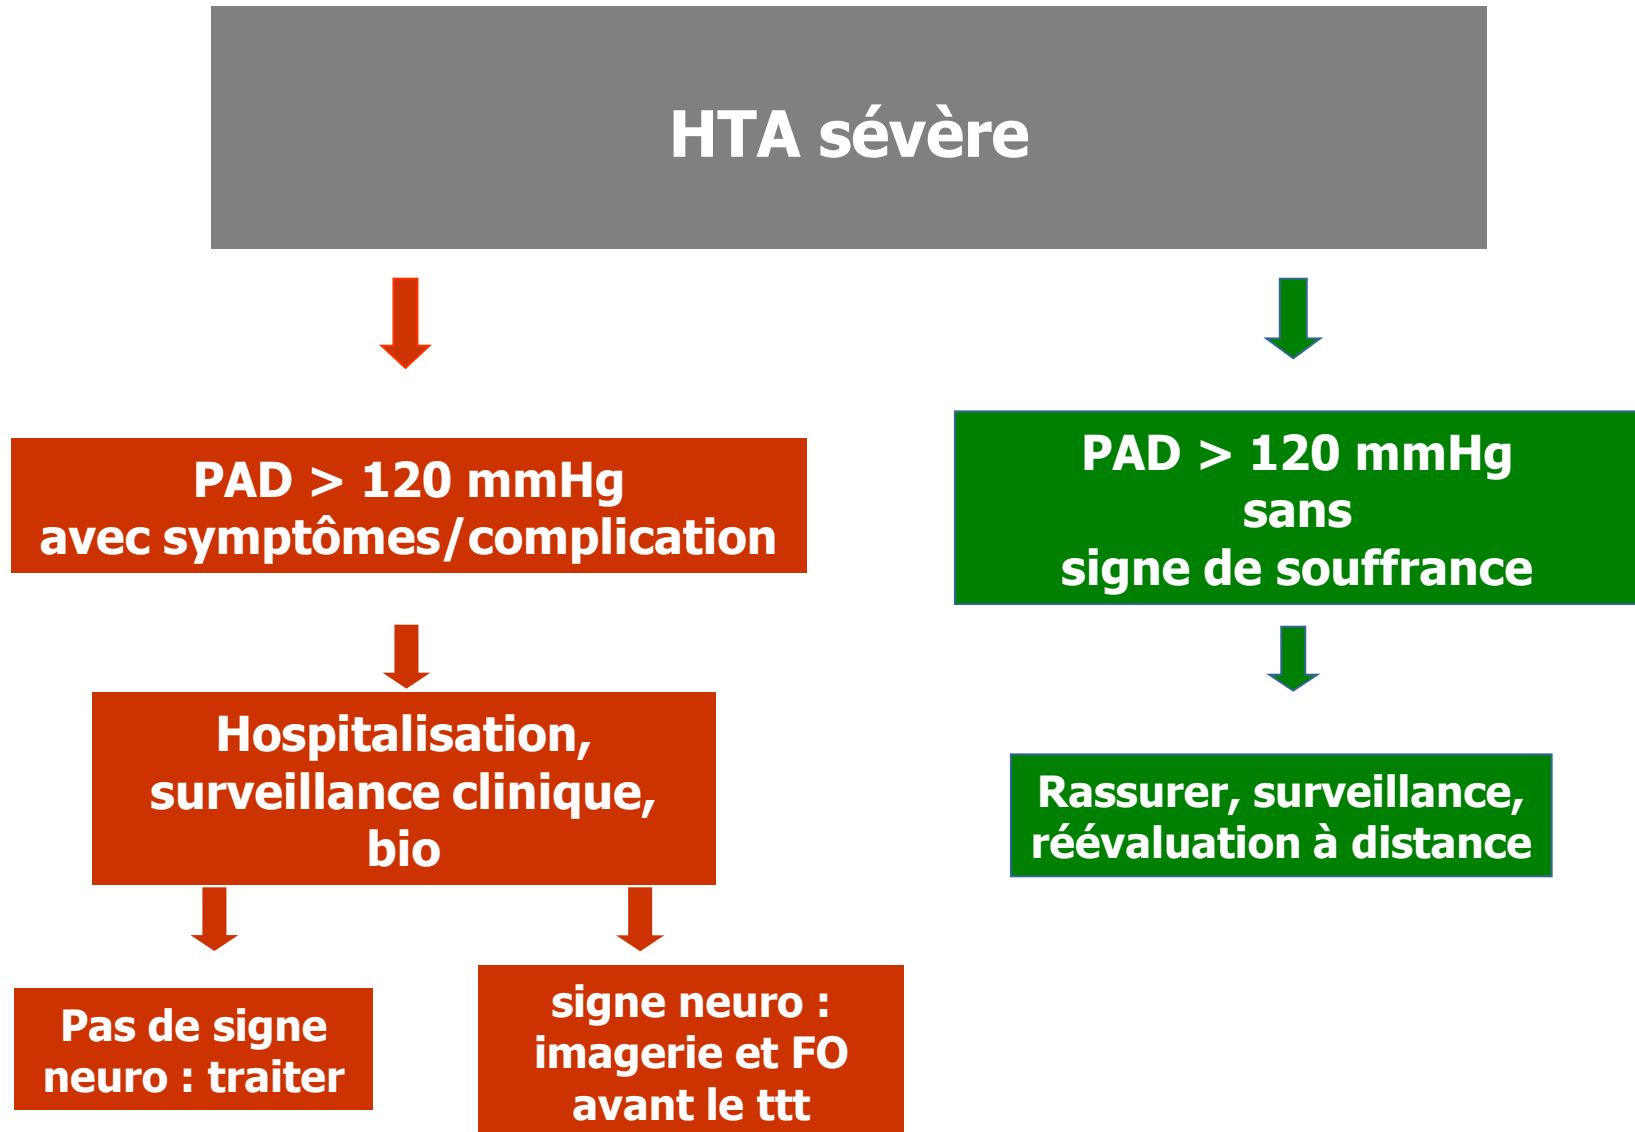 HTA sévère
PAD > 120 mmHg
avec symptômes/complication
PAD > 120 mmHg
sans
signe de souffrance
Hospitalisation,
surveillance clinique,
bio
Rassurer, surveillance,
réévaluation à distance
Pas de signe
neuro : traiter
signe neuro :
imagerie et FO
avant le ttt